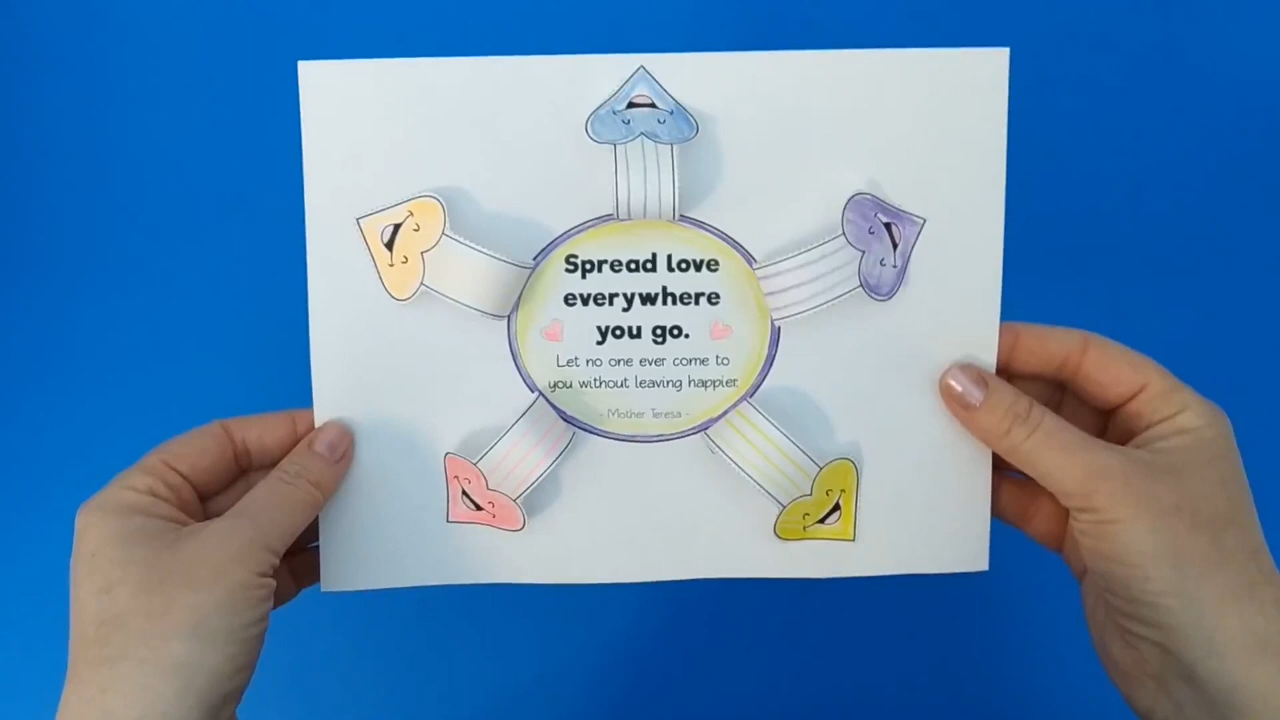 Spread love
everywhere
you go.
Let no one ever come to
you without leaving happier.
- Mother Teresa -